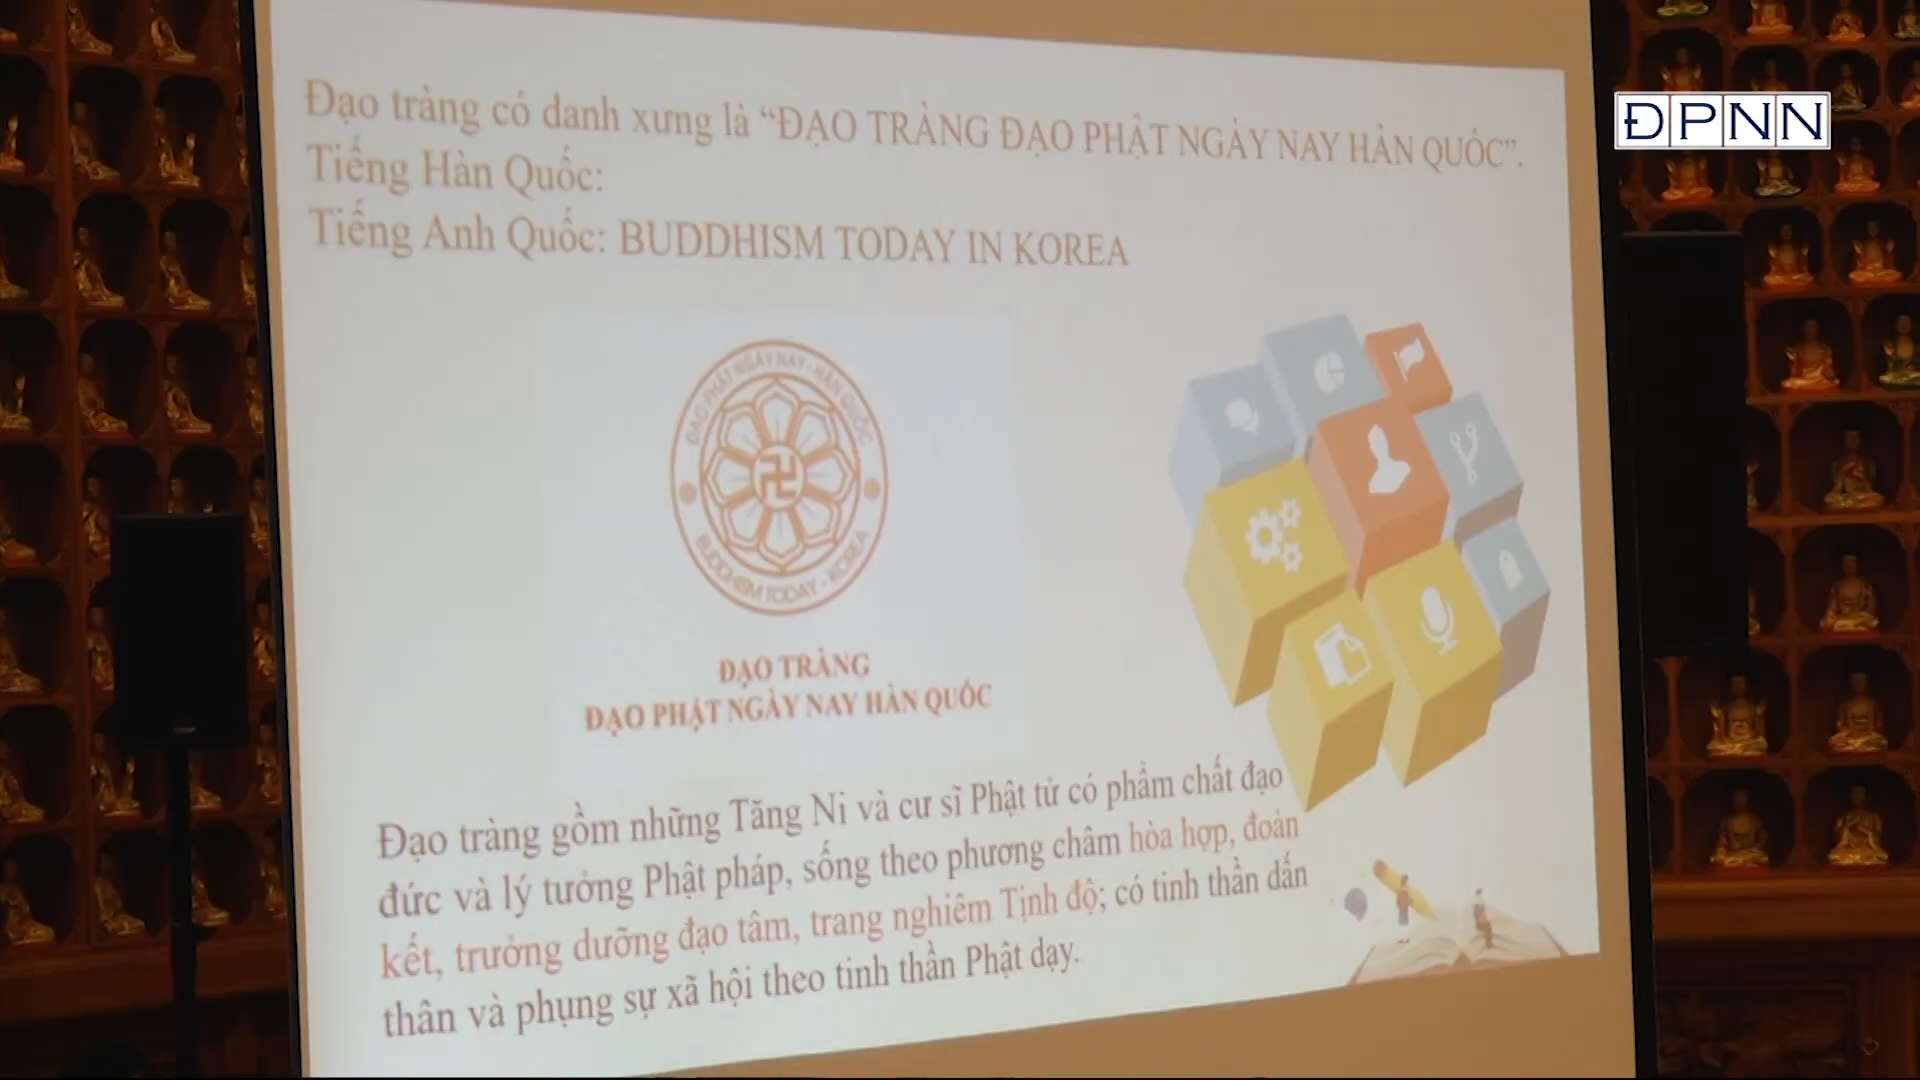 Đạo tràng có danh xưng là “ĐẠO TRÀNG ĐẠO PHẬT NGÀY NAY HÀN QUỐC”.
Tiếng Hàn Quốc:
Tiếng Anh Quốc: BUDDHISM TODAY IN KOREA
ĐPNN
ĐẠO PHẬT NGÀY NAY - HÀN QUỐC
BUDDHISM TODAY - KOREA
ĐẠO TRÀNG
ĐẠO PHẬT NGÀY NAY HÀN QUỐC
Đạo tràng gồm những Tăng Ni và cư sĩ Phật tử có phẩm chất đạo
đức và lý tưởng Phật pháp, sống theo phương châm hòa hợp, đoàn
kết, trưởng dưỡng đạo tâm, trang nghiêm Tịnh độ; có tinh thần dấn
thân và phụng sự xã hội theo tinh thần Phật dạy.